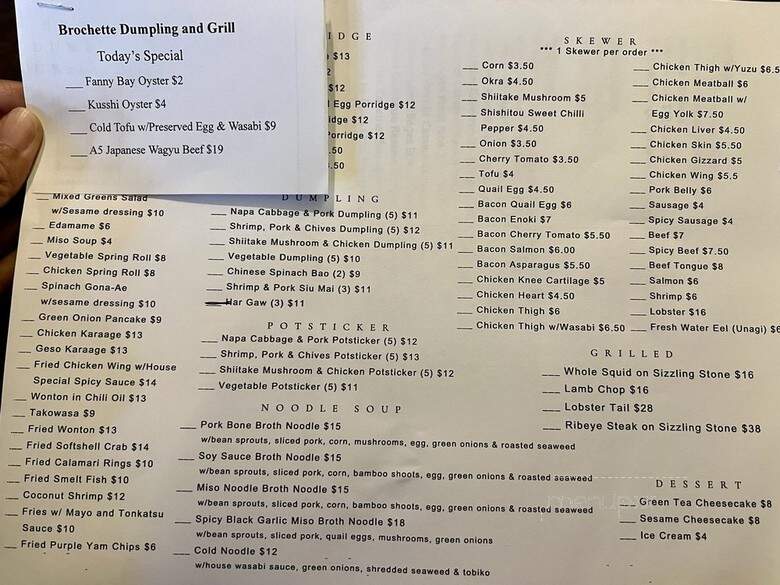 Brochette Dumpling and Grill
Today's Special
___ Fanny Bay Oyster $2
___ Kusshi Oyster $4
___ Cold Tofu w/Preserved Egg & Wasabi $9
___ A5 Japanese Wagyu Beef $19
___ Mixed Greens Salad
w/Sesame dressing $10
___ Edamame $6
___ Miso Soup $4
___ Vegetable Spring Roll $8
___ Chicken Spring Roll $8
___ Spinach Gona-Ae
w/sesame dressing $10
___ Green Onion Pancake $9
___ Chicken Karaage $13
___ Geso Karaage $13
___ Fried Chicken Wing w/House
Special Spicy Sauce $14
___ Wonton in Chili Oil $13
___ Takowasa $9
___ Fried Wonton $13
___ Fried Softshell Crab $14
___ Fried Calamari Rings $10
___ Fried Smelt Fish $10
___ Coconut Shrimp $12
___ Fries w/ Mayo and Tonkatsu
Sauce $10
___ Fried Purple Yam Chips $6
IDGE
$13
2
$12
Egg Porridge $12
idge $12
Porridge $12
.50
.50
DUMPLING
___ Napa Cabbage & Pork Dumpling (5) $11
___ Shrimp, Pork & Chives Dumpling (5) $12
___ Shiitake Mushroom & Chicken Dumpling (5) $11
___ Vegetable Dumpling (5) $10
___ Chinese Spinach Bao (2) $9
___ Shrimp & Pork Siu Mai (3) $11
___ Har Gaw (3) $11
POTSTICKER
___ Napa Cabbage & Pork Potsticker (5) $12
___ Shrimp, Pork & Chives Potsticker (5) $13
___ Shiitake Mushroom & Chicken Potsticker (5) $12
___ Vegetable Potsticker (5) $11
NOODLE SOUP
___ Pork Bone Broth Noodle $15
w/bean sprouts, sliced pork, corn, mushrooms, egg, green onions & roasted seaweed
___ Soy Sauce Broth Noodle $15
w/bean sprouts, sliced pork, corn, bamboo shoots, egg, green onions & roasted seaweed
___ Miso Noodle Broth Noodle $15
w/bean sprouts, sliced pork, corn, bamboo shoots, egg, green onions & roasted seaweed
___ Spicy Black Garlic Miso Broth Noodle $18
w/bean sprouts, sliced pork, quail eggs, mushrooms, green onions
___ Cold Noodle $12
w/house wasabi sauce, green onions, shredded seaweed & tobiko
SKEWER
*** 1 Skewer per order ***
___ Corn $3.50
___ Okra $4.50
___ Shiitake Mushroom $5
___ Shishitou Sweet Chilli
Pepper $4.50
___ Onion $3.50
___ Cherry Tomato $3.50
___ Tofu $4
___ Quail Egg $4.50
___ Bacon Quail Egg $6
___ Bacon Enoki $7
___ Bacon Cherry Tomato $5.50
___ Bacon Salmon $6.00
___ Bacon Asparagus $5.50
___ Chicken Knee Cartilage $5
___ Chicken Heart $4.50
___ Chicken Thigh $6
___ Chicken Thigh w/Wasabi $6.50
___ Chicken Thigh w/Yuzu $6.5
___ Chicken Meatball $6
___ Chicken Meatball w/
Egg Yolk $7.50
___ Chicken Liver $4.50
___ Chicken Skin $5.50
___ Chicken Gizzard $5
___ Chicken Wing $5.5
___ Pork Belly $6
___ Sausage $4
___ Spicy Sausage $4
___ Beef $7
___ Spicy Beef $7.50
___ Beef Tongue $8
___ Salmon $6
___ Shrimp $6
___ Lobster $16
___ Fresh Water Eel (Unagi) $6
GRILLED
___ Whole Squid on Sizzling Stone $16
___ Lamb Chop $16
___ Lobster Tail $28
___ Ribeye Steak on Sizzling Stone $38
DESSERT
___ Green Tea Cheesecake $8
___ Sesame Cheesecake $8
___ Ice Cream $4